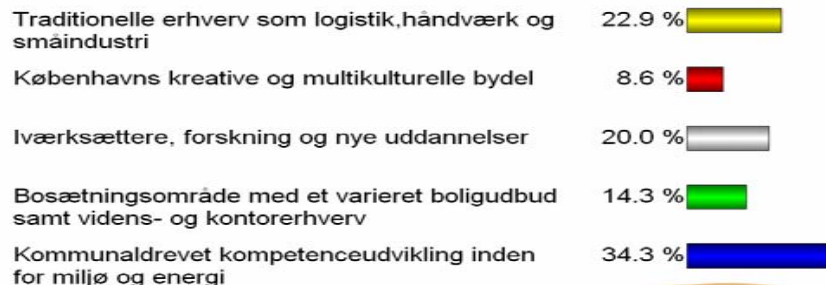 Traditionelle erhverv som logistik,håndværk og 22.9 %
småindustri
Københavns kreative og multikulturelle bydel 8.6 %
Iværksættere, forskning og nye uddannelser 20.0 %
Bosætningsområde med et varieret boligudbud 14.3 %
samt videns- og kontorerhverv
Kommunaldrevet kompetenceudvikling inden 34.3 %
for miljø og energi